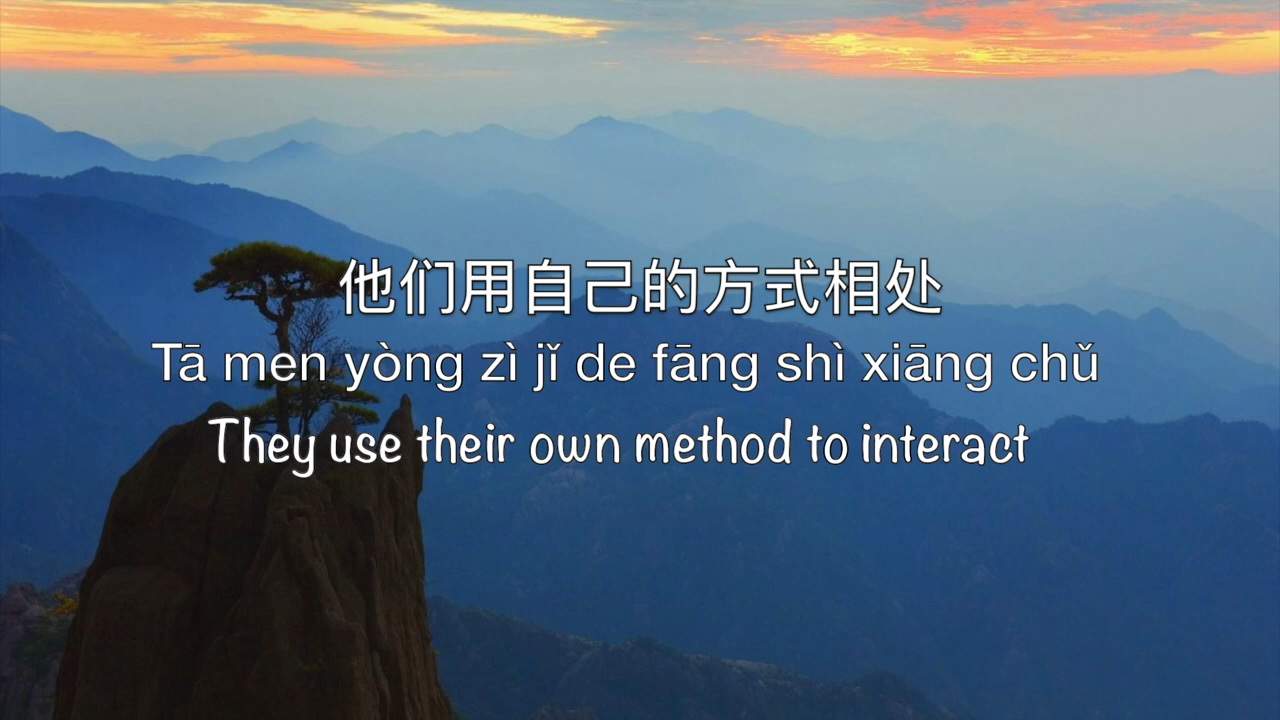 他们用自己的方式相处
Tā men yòng zì jǐ de fāng shì xiāng chǔ
They use their own method to interact